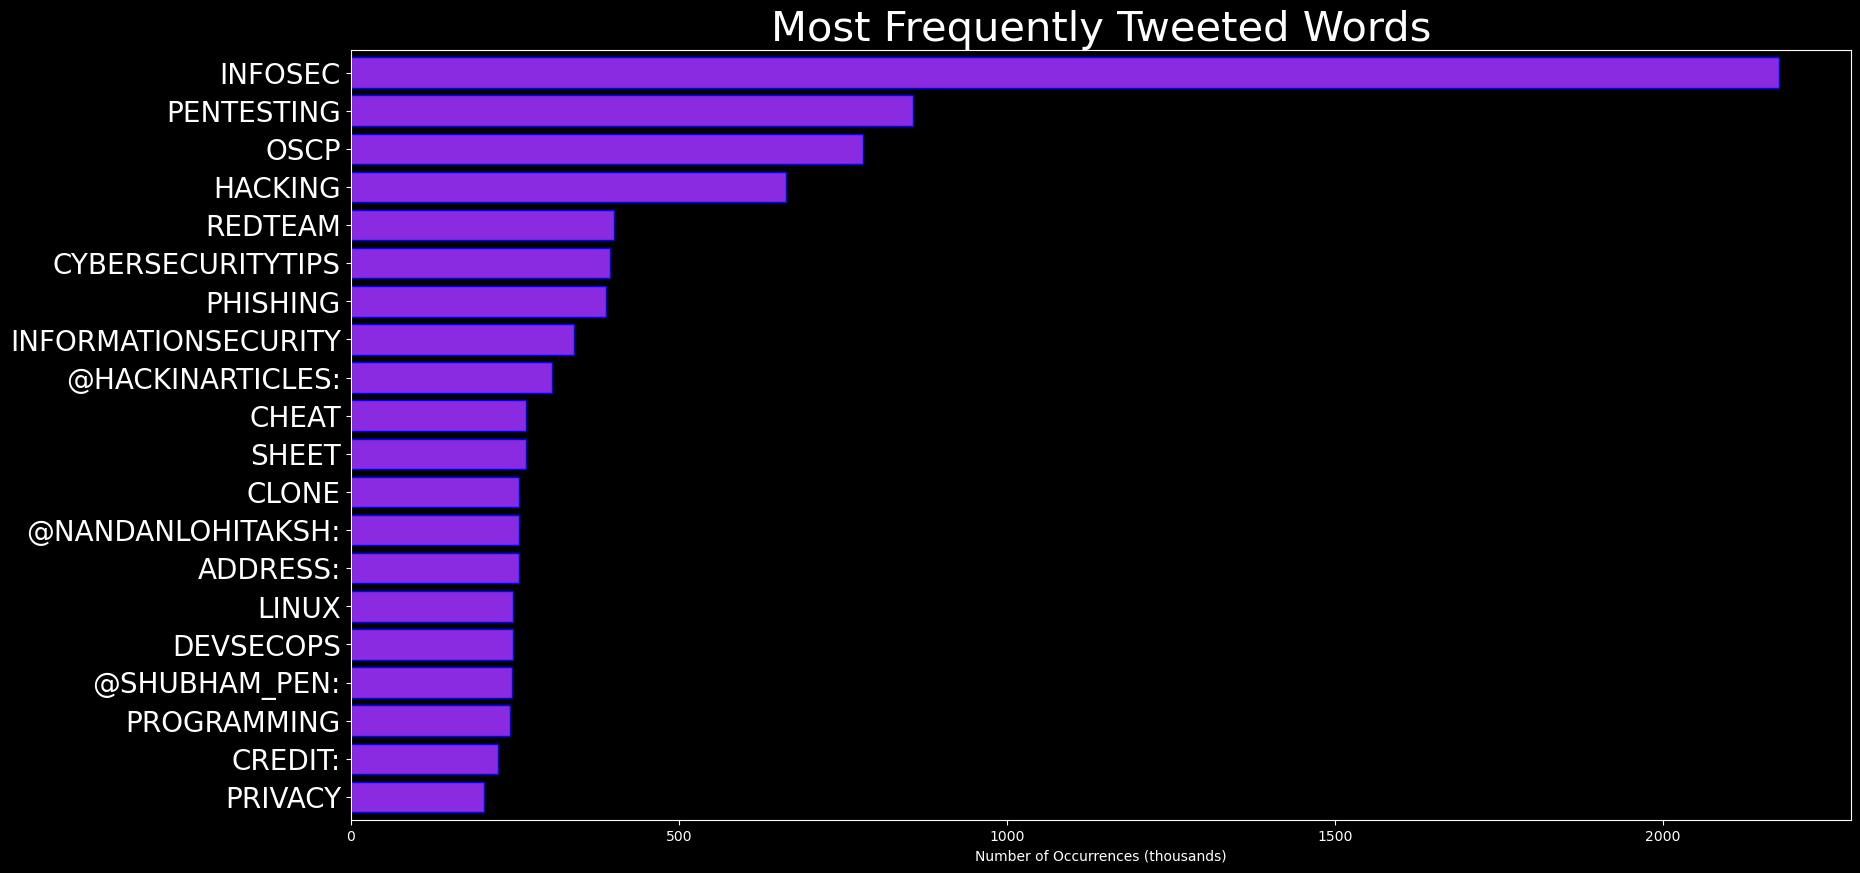 Most Frequently Tweeted Words
INFOSEC
PENTESTING
OSCP
HACKING
REDTEAM
CYBERSECURITYTIPS
PHISHING
INFORMATIONSECURITY
@HACKINARTICLES:
CHEAT
SHEET
CLONE
@NANDANLOHITAKSH:
ADDRESS:
LINUX
DEVSECOPS
@SHUBHAM_PEN:
PROGRAMMING
CREDIT:
PRIVACY
0 500 1000 1500 2000
Number of Occurrences (thousands)